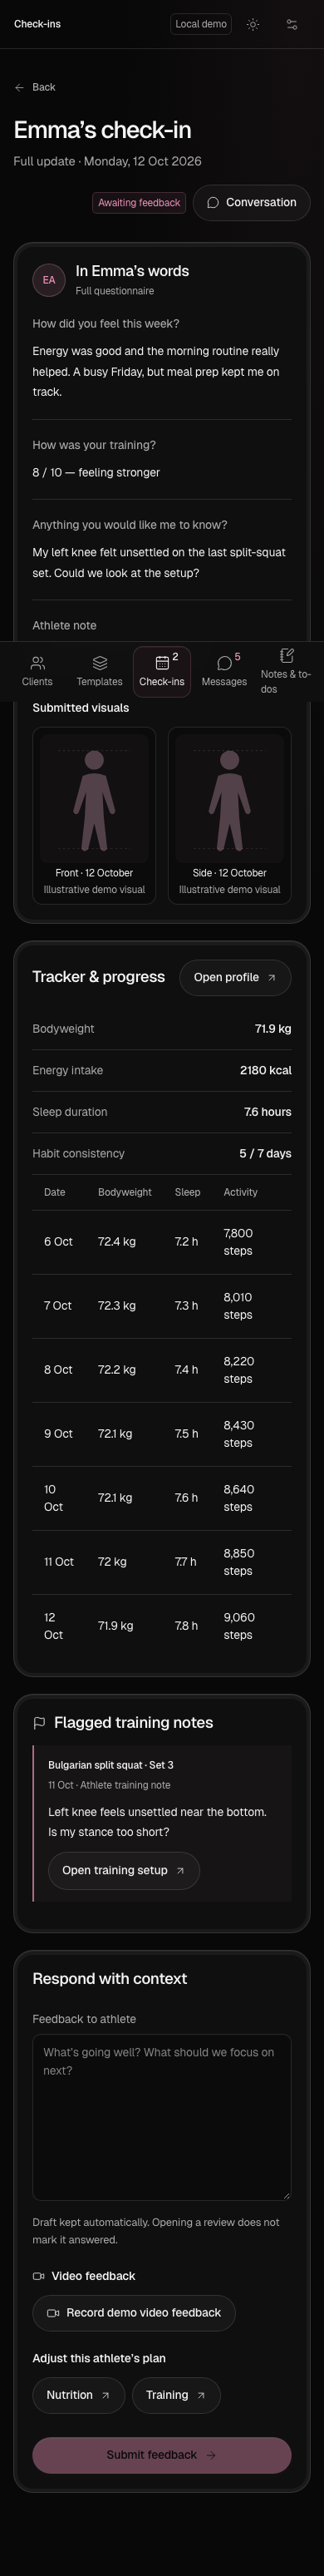 Check-ins
Local demo
Back
Emma's check-in
Full update · Monday, 12 Oct 2026
Awaiting feedback
Conversation
EA
In Emma's words
Full questionnaire
How did you feel this week?
Energy was good and the morning routine really
helped. A busy Friday, but meal prep kept me on
track.
How was your training?
8 / 10 — feeling stronger
Anything you would like me to know?
My left knee felt unsettled on the last split-squat
set. Could we look at the setup?
Athlete note
Clients
Templates
2
Check-ins
5
Messages
Notes & to-
dos
Submitted visuals
Front · 12 October
Illustrative demo visual
Side · 12 October
Illustrative demo visual
Tracker & progress
Open profile
Bodyweight 71.9 kg
Energy intake 2180 kcal
Sleep duration 7.6 hours
Habit consistency 5 / 7 days
Date Bodyweight Sleep Activity
6 Oct 72.4 kg 7.2 h 7,800
steps
7 Oct 72.3 kg 7.3 h 8,010
steps
8 Oct 72.2 kg 7.4 h 8,220
steps
9 Oct 72.1 kg 7.5 h 8,430
steps
10
Oct 72.1 kg 7.6 h 8,640
steps
11 Oct 72 kg 7.7 h 8,850
steps
12
Oct 71.9 kg 7.8 h 9,060
steps
Flagged training notes
Bulgarian split squat · Set 3
11 Oct · Athlete training note
Left knee feels unsettled near the bottom.
Is my stance too short?
Open training setup
Respond with context
Feedback to athlete
What's going well? What should we focus on
next?
Draft kept automatically. Opening a review does not
mark it answered.
Video feedback
Record demo video feedback
Adjust this athlete's plan
Nutrition
Training
Submit feedback